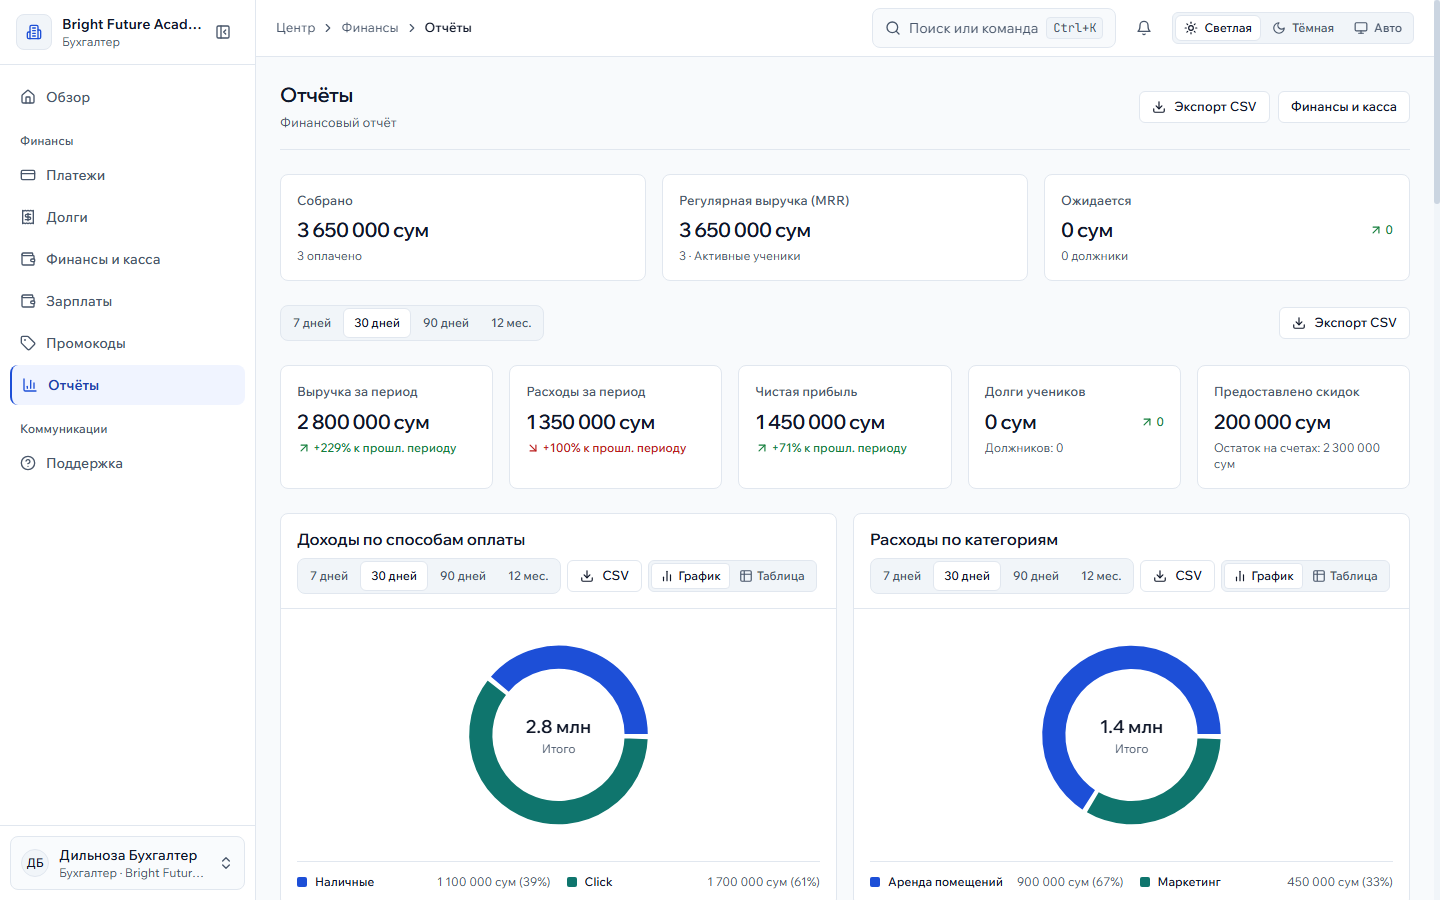 Bright Future Acad...
Бухгалтер
Центр > Финансы > Отчёты
Поиск или команда Ctrl+K
Светлая Тёмная Авто
Обзор
Финансы
Платежи
Долги
Финансы и касса
Зарплаты
Промокоды
Отчёты
Коммуникации
Поддержка
ДБ
Дильноза Бухгалтер
Бухгалтер · Bright Futur...
Отчёты
Финансовый отчёт
Экспорт CSV Финансы и касса
Собрано
3 650 000 сум
3 оплачено
Регулярная выручка (MRR)
3 650 000 сум
3 · Активные ученики
Ожидается
0 сум
0
0 должники
7 дней 30 дней 90 дней 12 мес.
Экспорт CSV
Выручка за период
2 800 000 сум
+229% к прошл. периоду
Расходы за период
1 350 000 сум
+100% к прошл. периоду
Чистая прибыль
1 450 000 сум
+71% к прошл. периоду
Долги учеников
0 сум
0
Должников: 0
Предоставлено скидок
200 000 сум
Остаток на счетах: 2 300 000
сум
Доходы по способам оплаты
7 дней 30 дней 90 дней 12 мес. CSV График Таблица
2.8 млн
Итого
Наличные 1 100 000 сум (39%) Click 1 700 000 сум (61%)
Расходы по категориям
7 дней 30 дней 90 дней 12 мес. CSV График Таблица
1.4 млн
Итого
Аренда помещений 900 000 сум (67%) Маркетинг 450 000 сум (33%)